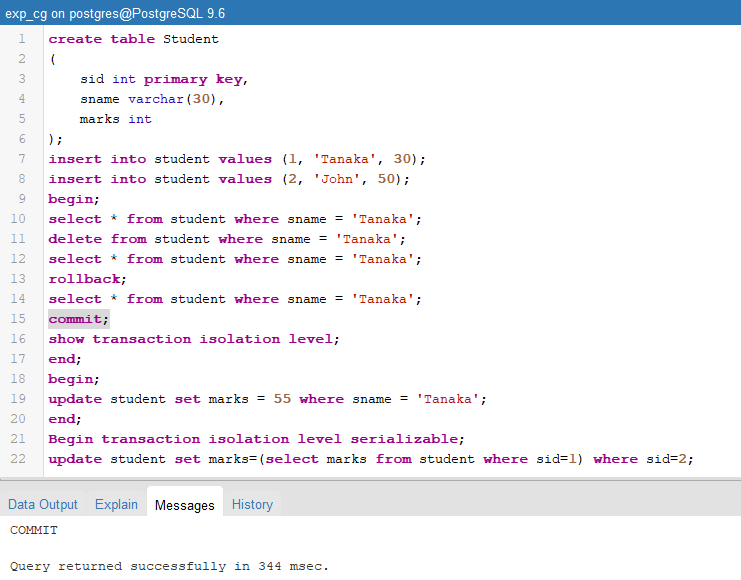 exp_cg on postgres@PostgreSQL 9.6
1 create table Student
2 (
3 sid int primary key,
4 sname varchar(30),
5 marks int
6 );
7 insert into student values (1, 'Tanaka', 30);
8 insert into student values (2, 'John', 50);
9 begin;
10 select * from student where sname = 'Tanaka';
11 delete from student where sname = 'Tanaka';
12 select * from student where sname = 'Tanaka';
13 rollback;
14 select * from student where sname = 'Tanaka';
15 commit;
16 show transaction isolation level;
17 end;
18 begin;
19 update student set marks = 55 where sname = 'Tanaka';
20 end;
21 Begin transaction isolation level serializable;
22 update student set marks=(select marks from student where sid=1) where sid=2;
Data Output Explain Messages History
COMMIT
Query returned successfully in 344 msec.